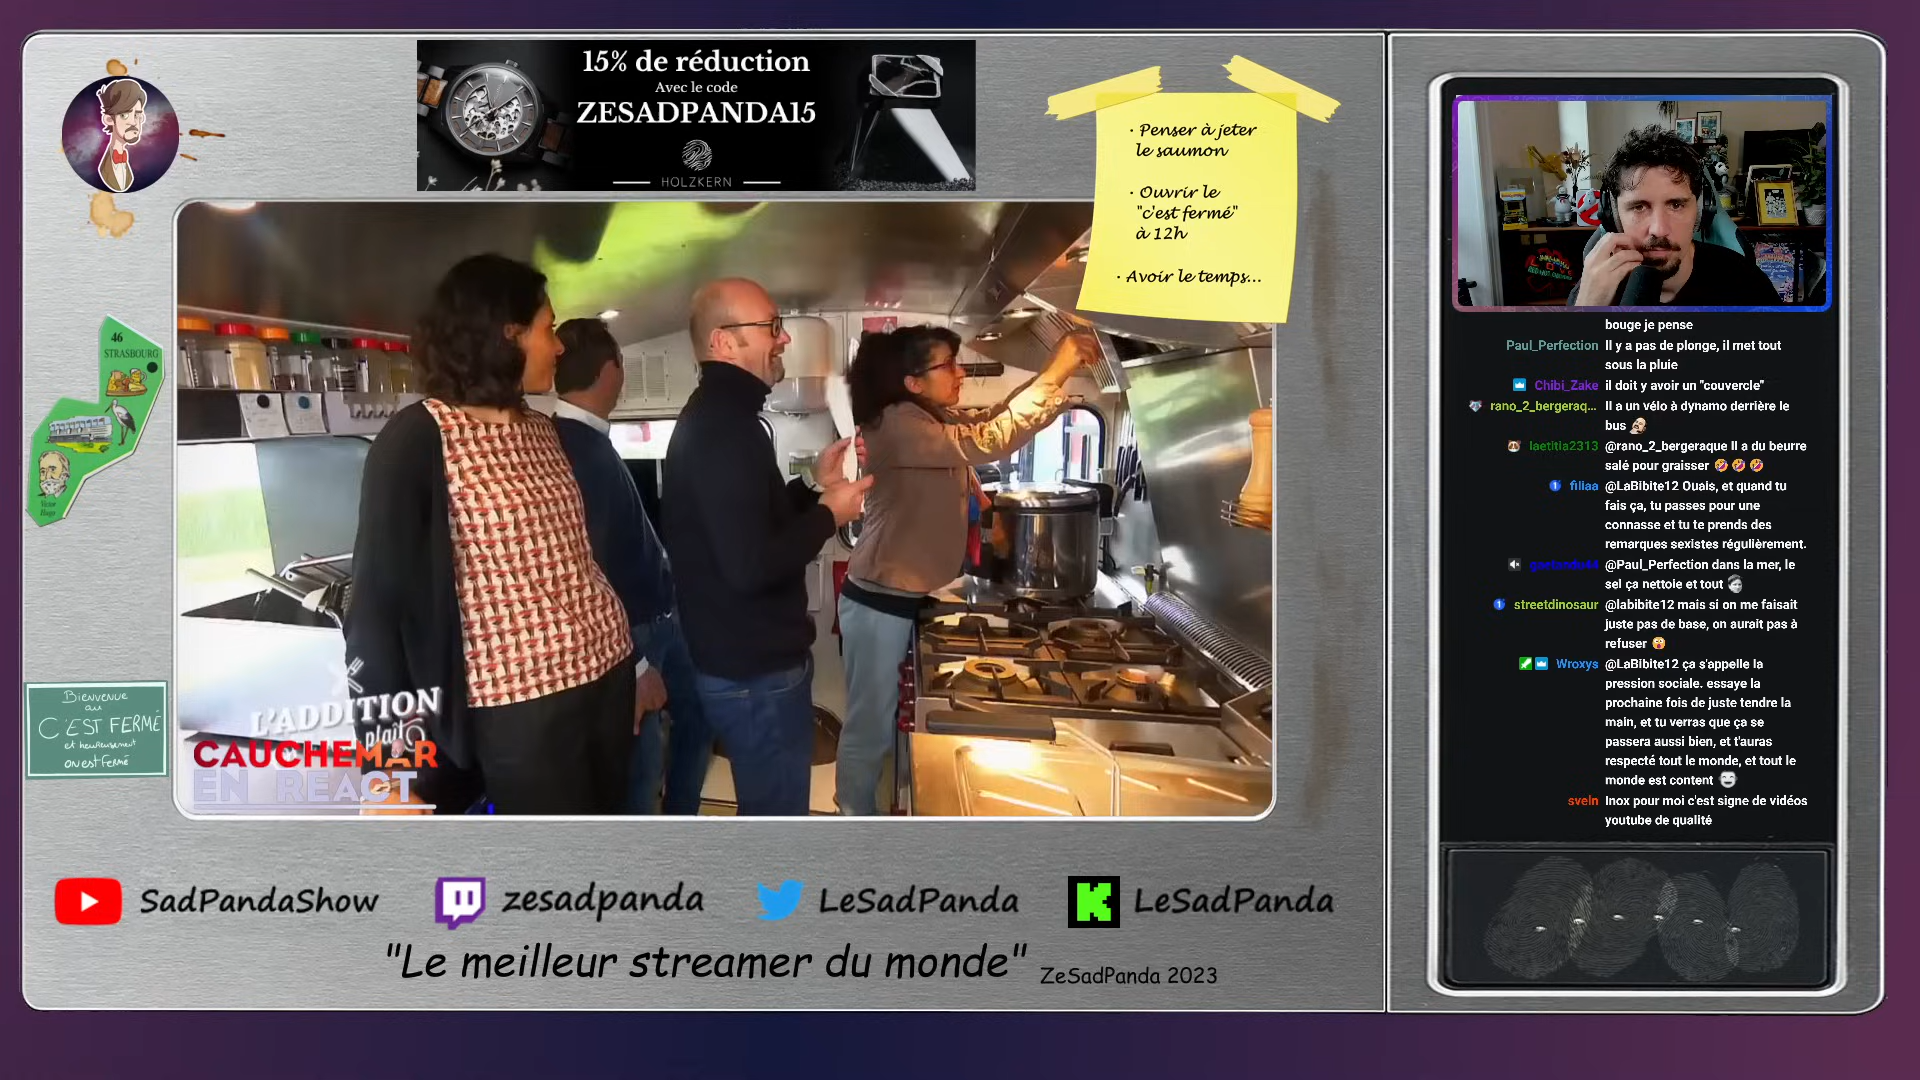 15% de réduction
Avec le code
ZESADPANDA15
HOLZKERN
• Penser à jeter
le saumon
• Ouvrir le
"c'est fermé"
à 12h
• Avoir le temps...
46
STRASBOURG
Victor
Hugo
Bienvenue
au
C'EST FERMÉ
et heureusement
on est fermé
L'ADDITION
plaît
CAUCHEMAR
EN REACT
bouge je pense
Paul_Perfection Il y a pas de plonge, il met tout
sous la pluie
Chibi_Zake il doit y avoir un "couvercle"
rano_2_bergeraq... Il a un vélo à dynamo derrière le
bus
laetitia2313 @rano_2_bergeraque Il a du beurre
salé pour graisser
filiaa @LaBibite12 Ouais, et quand tu
fais ça, tu passes pour une
connasse et tu te prends des
remarques sexistes régulièrement.
@Paul_Perfection dans la mer, le
sel ça nettoie et tout
streetdinosaur @labibite12 mais si on me faisait
juste pas de base, on aurait pas à
refuser
Wroxys @LaBibite12 ça s'appelle la
pression sociale. essaye la
prochaine fois de juste tendre la
main, et tu verras que ça se
passera aussi bien, et t'auras
respecté tout le monde, et tout le
monde est content
sveln Inox pour moi c'est signe de vidéos
youtube de qualité
SadPandaShow
zesadpanda
LeSadPanda
LeSadPanda
"Le meilleur streamer du monde"
ZeSadPanda 2023